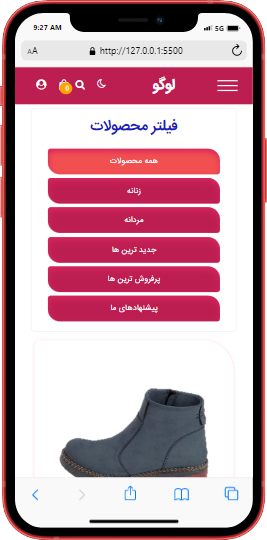 9:27 AM
5G
AA
http://127.0.0.1:5500
لوگو
0
فیلتر محصولات
همه محصولات
زنانه
مردانه
جدید ترین ها
پرفروش ترین ها
پیشنهادهای ما